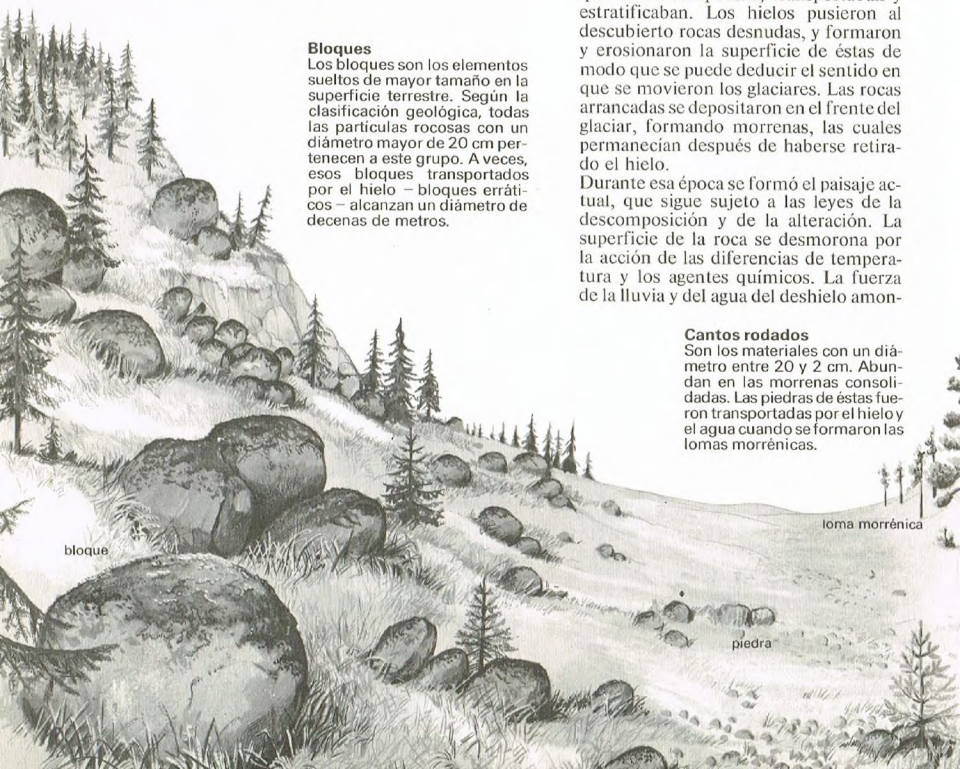 Bloques
Los bloques son los elementos
sueltos de mayor tamaño en la
superficie terrestre. Según la
clasificación geológica, todas
las partículas rocosas con un
diámetro mayor de 20 cm per-
tenecen a este grupo. A veces,
esos bloques transportados
por el hielo – bloques erráti-
cos – alcanzan un diámetro de
decenas de metros.
estratificaban. Los hielos pusieron al
descubierto rocas desnudas, y formaron
y erosionaron la superficie de éstas de
modo que se puede deducir el sentido en
que se movieron los glaciares. Las rocas
arrancadas se depositaron en el frente del
glaciar, formando morrenas, las cuales
permanecían después de haberse retira-
do el hielo.
Durante esa época se formó el paisaje ac-
tual, que sigue sujeto a las leyes de la
descomposición y de la alteración. La
superficie de la roca se desmorona por
la acción de las diferencias de tempera-
tura y los agentes químicos. La fuerza
de la lluvia y del agua del deshielo amon-
Cantos rodados
Son los materiales con un diá-
metro entre 20 y 2 cm. Abun-
dan en las morrenas consoli-
dadas. Las piedras de éstas fue-
ron transportadas por el hielo y
el agua cuando se formaron las
lomas morrénicas.
loma morrénica
bloque
piedra